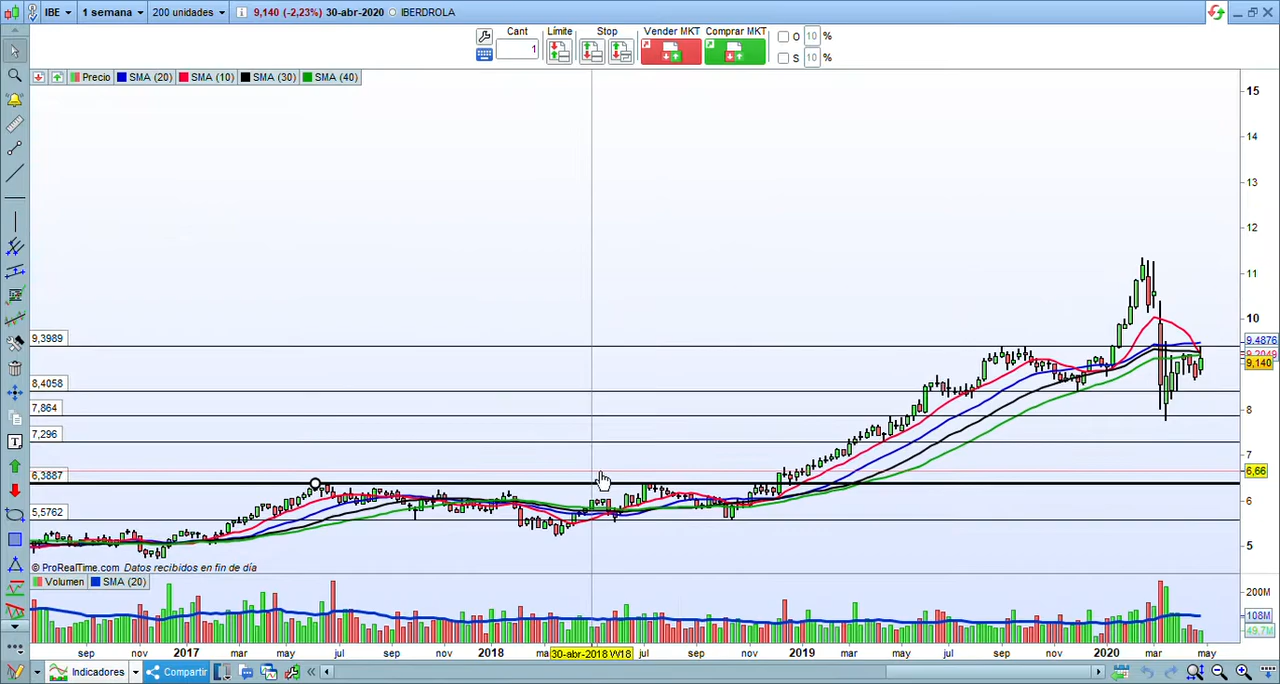 IBE 1 semana 200 unidades 9,140 (-2,23%) 30-abr-2020 IBERDROLA
Cant Límite Stop Vender MKT Comprar MKT
1
O 10 %
S 10 %
Precio SMA (20) SMA (10) SMA (30) SMA (40)
15
14
13
12
11
10
9,3989
9.4876
9,140
8,4058
7,864
8
7,296
7
6,3887
6,66
6
5,5762
5
© ProRealTime.com Datos recibidos en fin de día
Volumen SMA (20)
200M
108M
49,7M
sep nov 2017 mar may jul sep nov 2018 ma 30-abr-2018 W18 jul sep nov 2019 mar may jul sep nov 2020 mar may
Indicadores Compartir